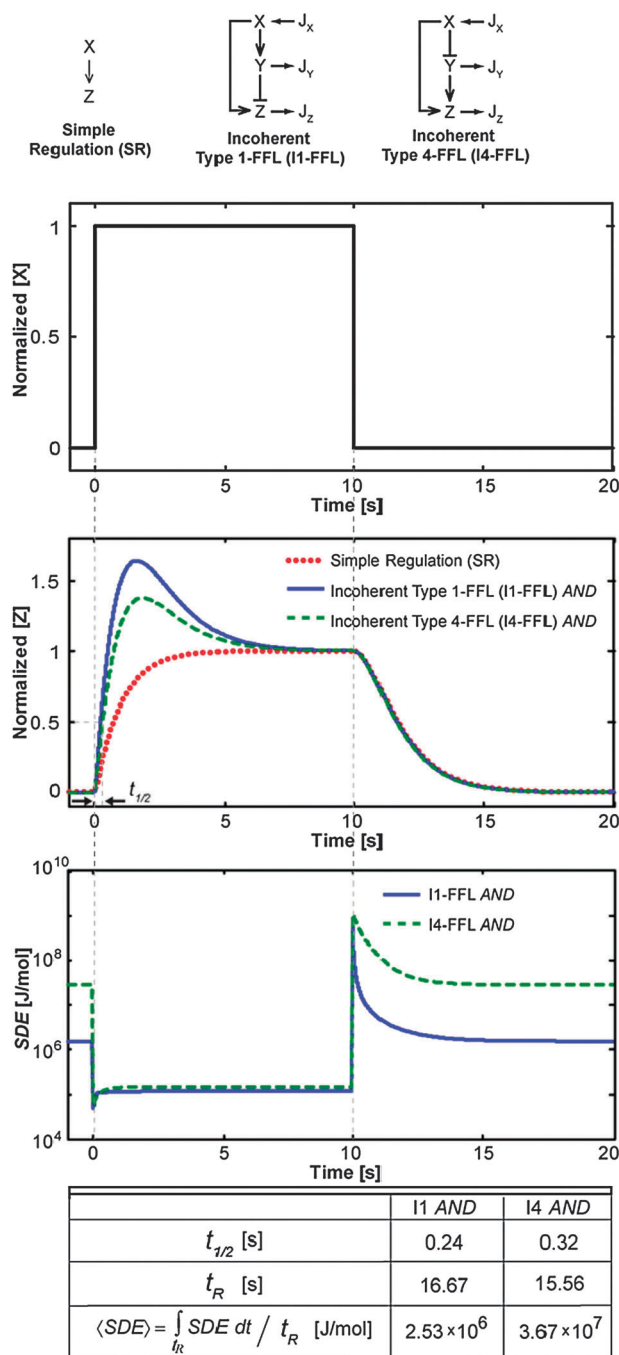 X
Z
Simple
Regulation (SR)
X J_X
Y J_Y
Z J_Z
Incoherent
Type 1-FFL (I1-FFL)
X J_X
Y J_Y
Z J_Z
Incoherent
Type 4-FFL (I4-FFL)
Normalized [X]
1
0.5
0
0 5 10 15 20
Time [s]
Normalized [Z]
1.5
1
0.5
0
Simple Regulation (SR)
Incoherent Type 1-FFL (I1-FFL) AND
Incoherent Type 4-FFL (I4-FFL) AND
t_{1/2}
0 5 10 15 20
Time [s]
SDE [J/mol]
10^10
10^8
10^6
10^4
I1-FFL AND
I4-FFL AND
0 5 10 15 20
Time [s]
I1 AND I4 AND
t_{1/2} [s] 0.24 0.32
t_R [s] 16.67 15.56
⟨SDE⟩= ∫_{t_R} SDE dt / t_R [J/mol] 2.53×10^6 3.67×10^7